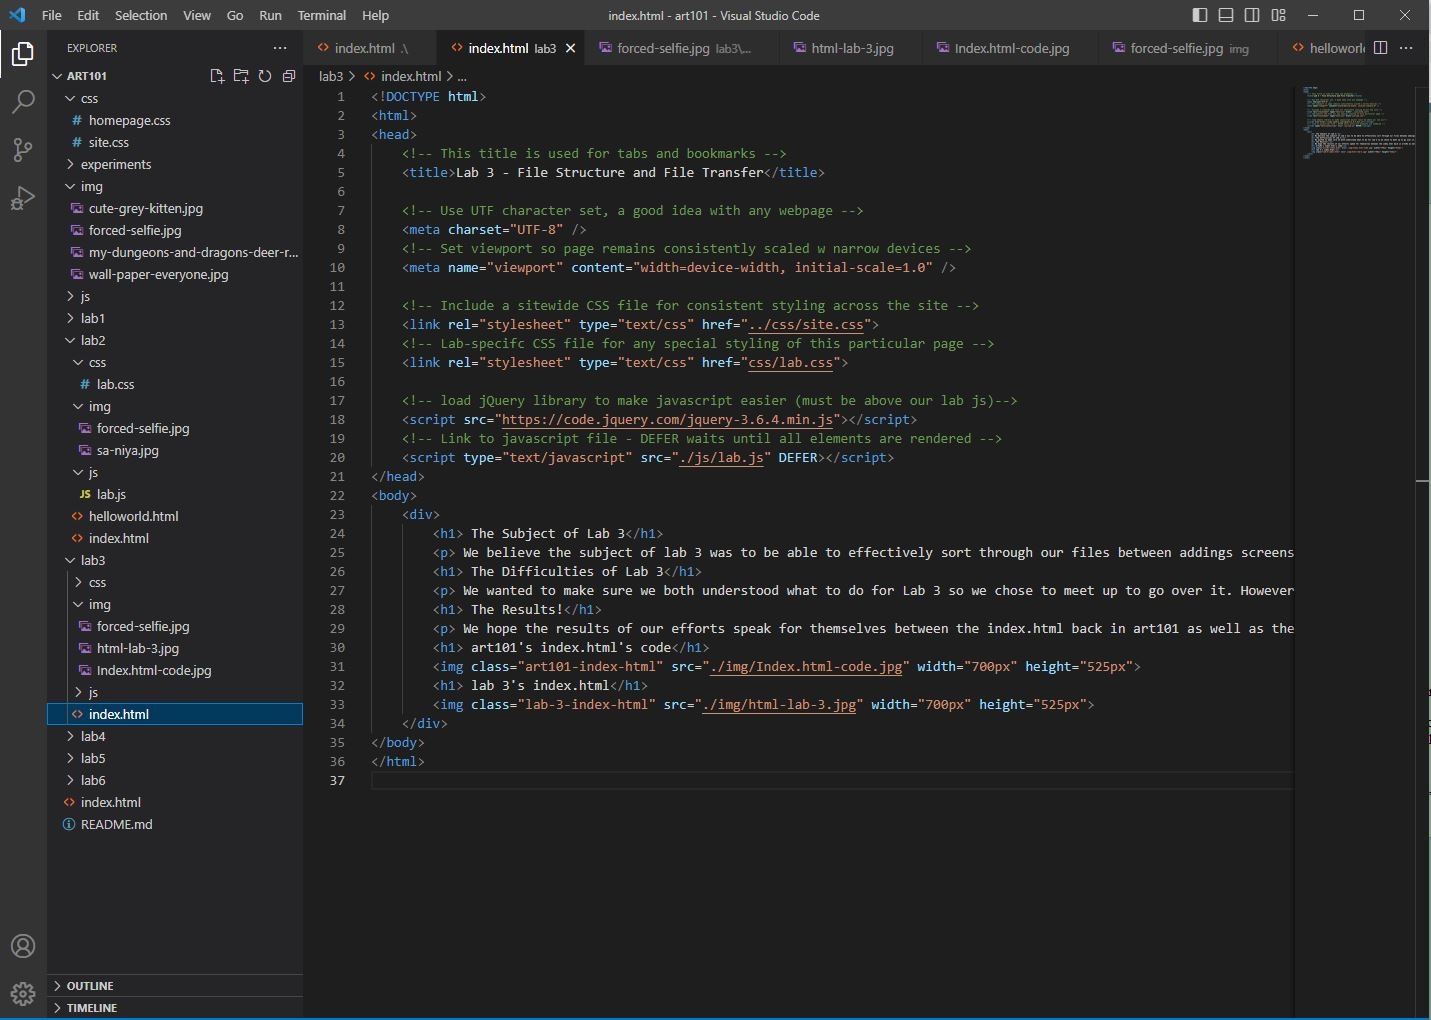 File Edit Selection View Go Run Terminal Help index.html - art101 - Visual Studio Code
EXPLORER
ART101
css
homepage.css
site.css
experiments
img
cute-grey-kitten.jpg
forced-selfie.jpg
my-dungeons-and-dragons-deer-r...
wall-paper-everyone.jpg
js
lab1
lab2
css
lab.css
img
forced-selfie.jpg
sa-niya.jpg
js
JS lab.js
helloworld.html
index.html
lab3
css
img
forced-selfie.jpg
html-lab-3.jpg
Index.html-code.jpg
js
index.html
lab4
lab5
lab6
index.html
README.md
OUTLINE
TIMELINE
index.html .\ index.html lab3 forced-selfie.jpg lab3\... html-lab-3.jpg Index.html-code.jpg forced-selfie.jpg img hellowor
lab3 > index.html > ...
1 <!DOCTYPE html>
2 <html>
3 <head>
4 <!-- This title is used for tabs and bookmarks -->
5 <title>Lab 3 - File Structure and File Transfer</title>
6
7 <!-- Use UTF character set, a good idea with any webpage -->
8 <meta charset="UTF-8" />
9 <!-- Set viewport so page remains consistently scaled w narrow devices -->
10 <meta name="viewport" content="width=device-width, initial-scale=1.0" />
11
12 <!-- Include a sitewide CSS file for consistent styling across the site -->
13 <link rel="stylesheet" type="text/css" href="../css/site.css">
14 <!-- Lab-specifc CSS file for any special styling of this particular page -->
15 <link rel="stylesheet" type="text/css" href="css/lab.css">
16
17 <!-- load jQuery library to make javascript easier (must be above our lab js)-->
18 <script src="https://code.jquery.com/jquery-3.6.4.min.js"></script>
19 <!-- Link to javascript file - DEFER waits until all elements are rendered -->
20 <script type="text/javascript" src="./js/lab.js" DEFER></script>
21 </head>
22 <body>
23 <div>
24 <h1> The Subject of Lab 3</h1>
25 <p> We believe the subject of lab 3 was to be able to effectively sort through our files between addings screens
26 <h1> The Difficulties of Lab 3</h1>
27 <p> We wanted to make sure we both understood what to do for Lab 3 so we chose to meet up to go over it. However
28 <h1> The Results!</h1>
29 <p> We hope the results of our efforts speak for themselves between the index.html back in art101 as well as the
30 <h1> art101's index.html's code</h1>
31 <img class="art101-index-html" src="./img/Index.html-code.jpg" width="700px" height="525px">
32 <h1> lab 3's index.html</h1>
33 <img class="lab-3-index-html" src="./img/html-lab-3.jpg" width="700px" height="525px">
34 </div>
35 </body>
36 </html>
37